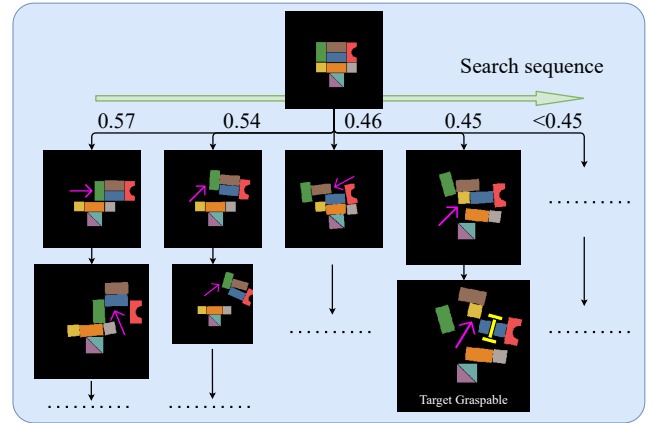 Search sequence
0.57 0.54 0.46 0.45 <0.45
..........
.......... ..........
Target Graspable
.......... ..........